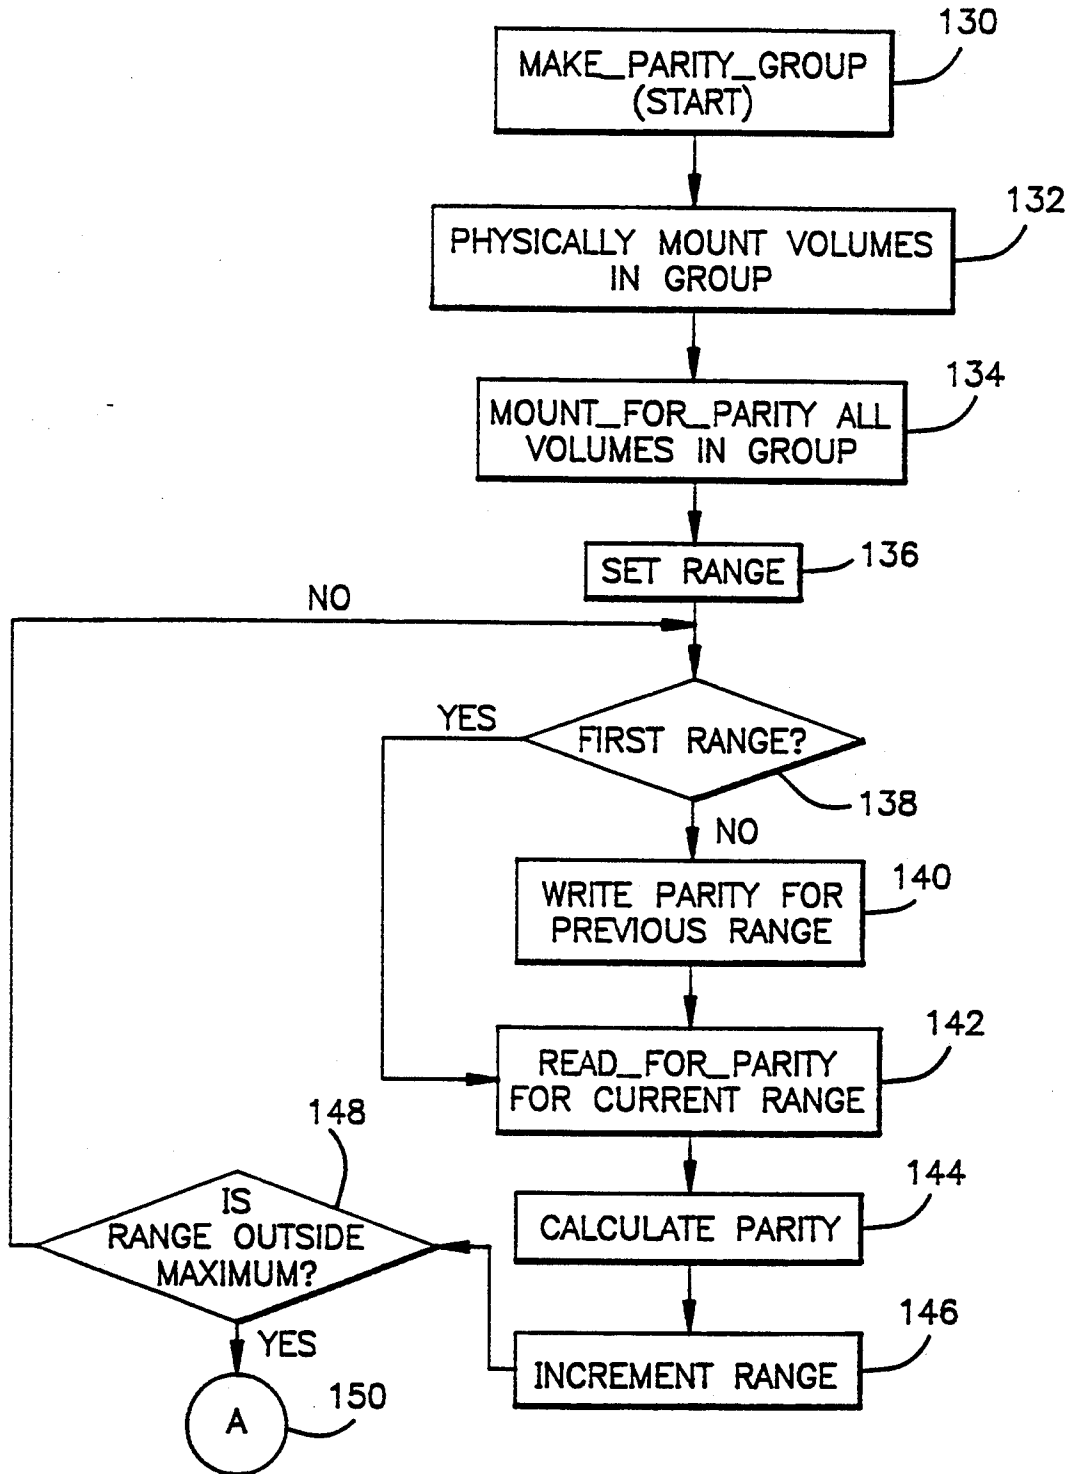 130
MAKE_PARITY_GROUP
(START)
132
PHYSICALLY MOUNT VOLUMES
IN GROUP
134
MOUNT_FOR_PARITY ALL
VOLUMES IN GROUP
SET RANGE
136
NO
YES
FIRST RANGE?
138
NO
WRITE PARITY FOR
PREVIOUS RANGE
140
READ_FOR_PARITY
FOR CURRENT RANGE
142
CALCULATE PARITY
144
INCREMENT RANGE
146
148
IS
RANGE OUTSIDE
MAXIMUM?
YES
A
150